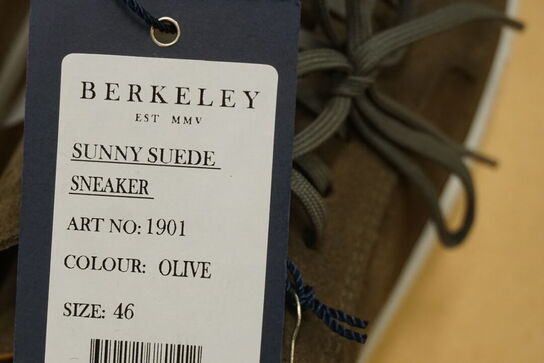 BERKELEY
EST MMV
SUNNY SUEDE
SNEAKER
ART NO: 1901
COLOUR: OLIVE
SIZE: 46